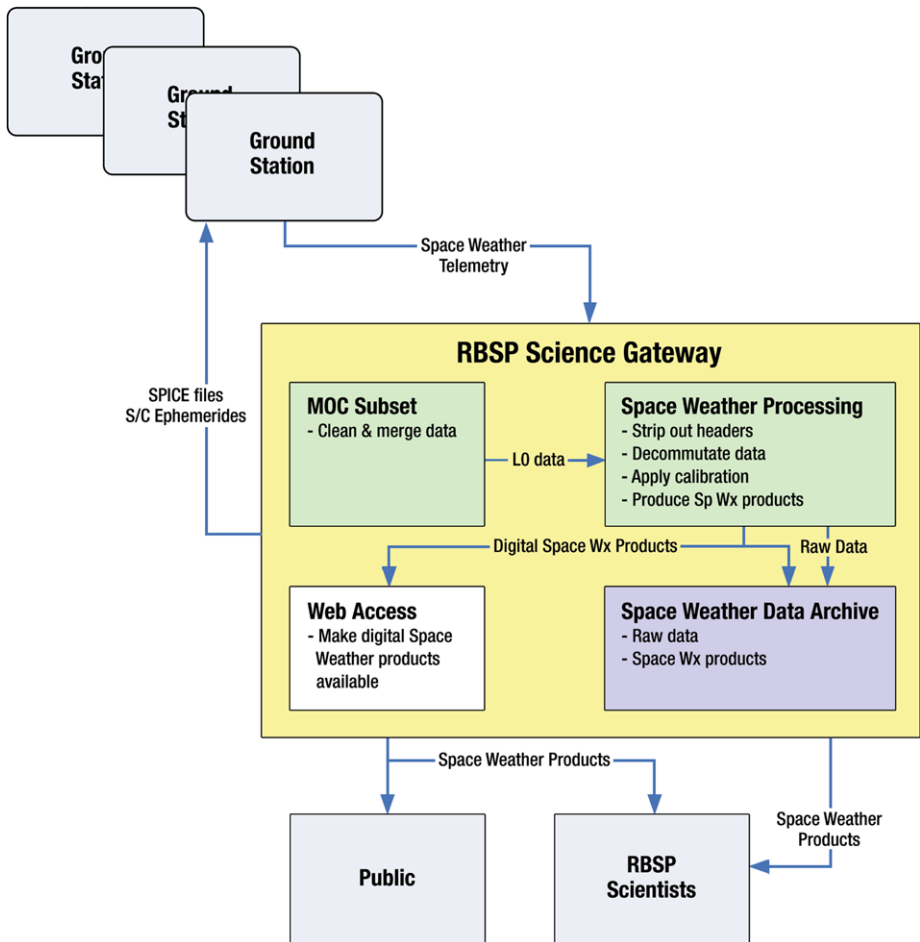 Ground
Station
Space Weather
Telemetry
SPICE files
S/C Ephemerides
RBSP Science Gateway
MOC Subset
- Clean & merge data
L0 data
Space Weather Processing
- Strip out headers
- Decommutate data
- Apply calibration
- Produce Sp Wx products
Digital Space Wx Products
Raw Data
Web Access
- Make digital Space
Weather products
available
Space Weather Data Archive
- Raw data
- Space Wx products
Space Weather Products
Space Weather
Products
Public
RBSP
Scientists